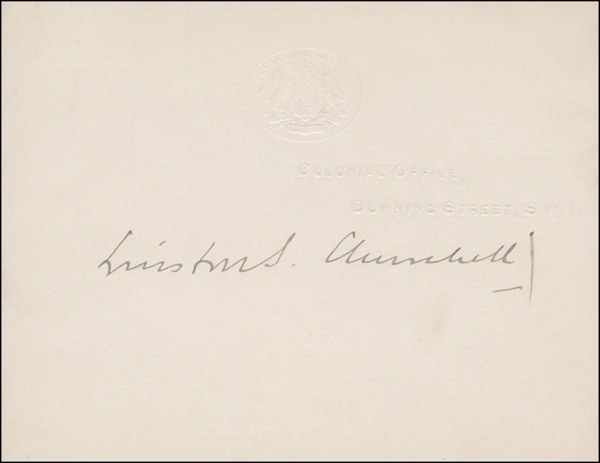 COLONIAL OFFICE,
DOWNING STREET, S.W.1.
Winston S. Churchill